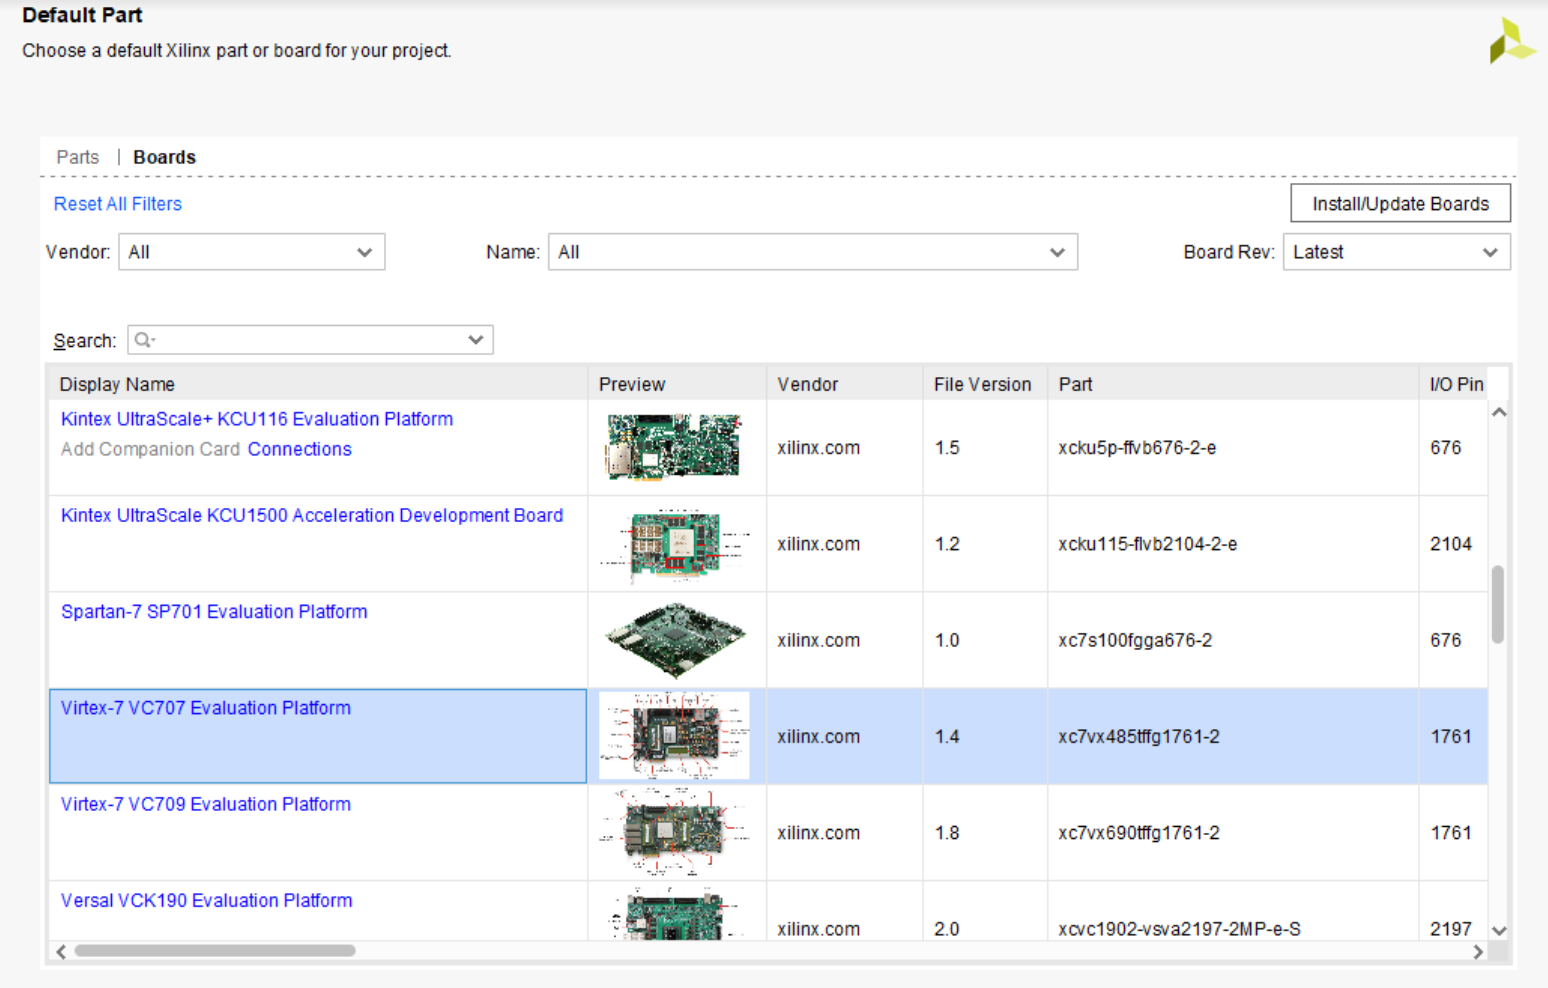 Default Part
Choose a default Xilinx part or board for your project.
Parts | Boards
Reset All Filters
Install/Update Boards
Vendor: All
Name: All
Board Rev: Latest
Search:
Display Name Preview Vendor File Version Part I/O Pin
Kintex UltraScale+ KCU116 Evaluation Platform
Add Companion Card Connections
xilinx.com 1.5 xcku5p-ffvb676-2-e 676
Kintex UltraScale KCU1500 Acceleration Development Board
xilinx.com 1.2 xcku115-flvb2104-2-e 2104
Spartan-7 SP701 Evaluation Platform
xilinx.com 1.0 xc7s100fgga676-2 676
Virtex-7 VC707 Evaluation Platform
xilinx.com 1.4 xc7vx485tffg1761-2 1761
Virtex-7 VC709 Evaluation Platform
xilinx.com 1.8 xc7vx690tffg1761-2 1761
Versal VCK190 Evaluation Platform
xilinx.com 2.0 xcvc1902-vsva2197-2MP-e-S 2197